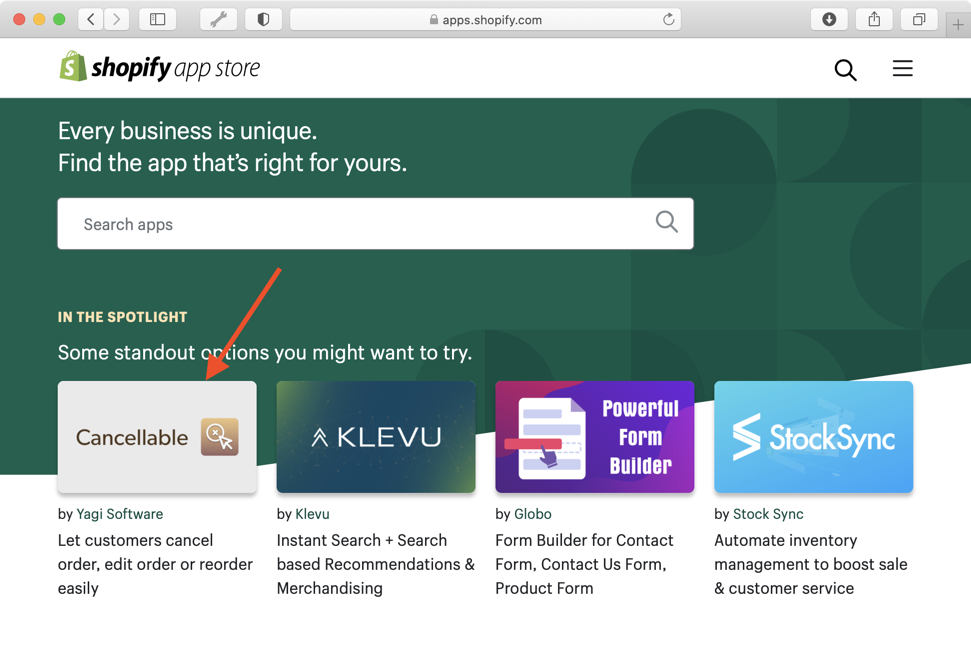 apps.shopify.com
shopify app store
Every business is unique.
Find the app that's right for yours.
Search apps
IN THE SPOTLIGHT
Some standout options you might want to try.
Cancellable
by Yagi Software
Let customers cancel
order, edit order or reorder
easily
KLEVU
by Klevu
Instant Search + Search
based Recommendations &
Merchandising
Powerful
Form
Builder
by Globo
Form Builder for Contact
Form, Contact Us Form,
Product Form
StockSync
by Stock Sync
Automate inventory
management to boost sale
& customer service